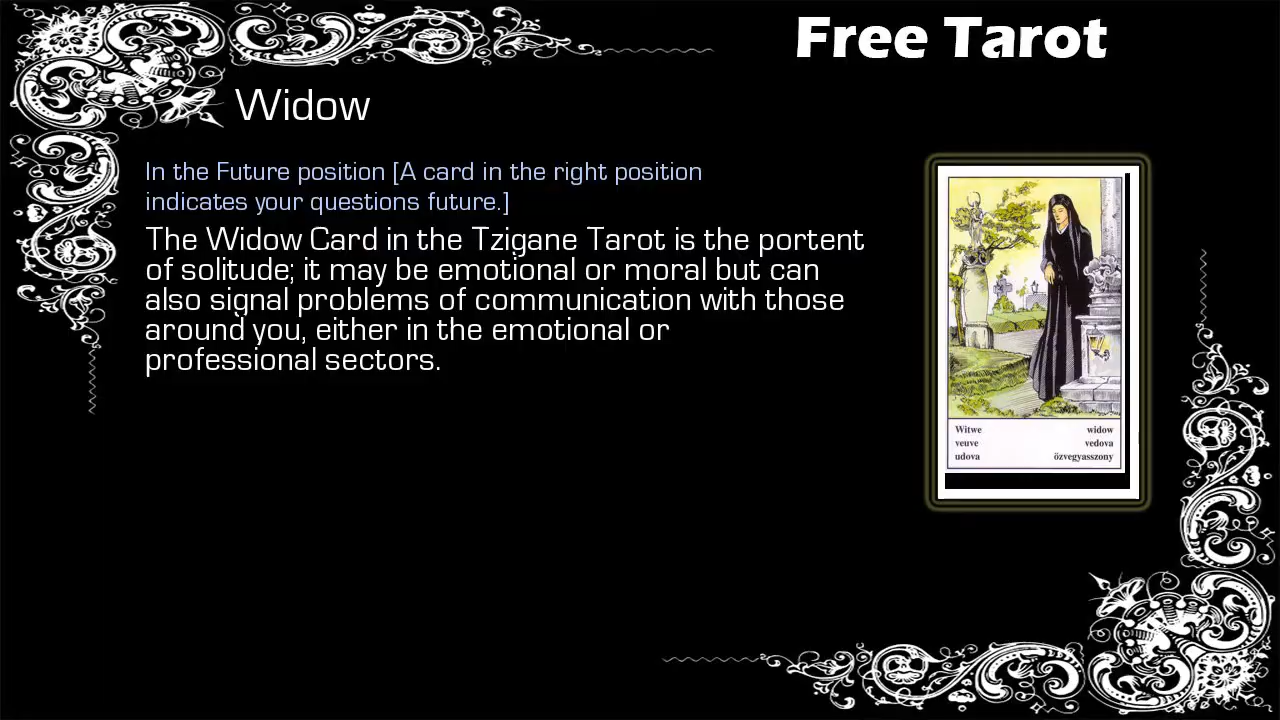 Free Tarot
Widow
In the Future position [A card in the right position
indicates your questions future.]
The Widow Card in the Tzigane Tarot is the portent
of solitude; it may be emotional or moral but can
also signal problems of communication with those
around you, either in the emotional or
professional sectors.
Witwe widow
veuve vedova
udova özvegyasszony